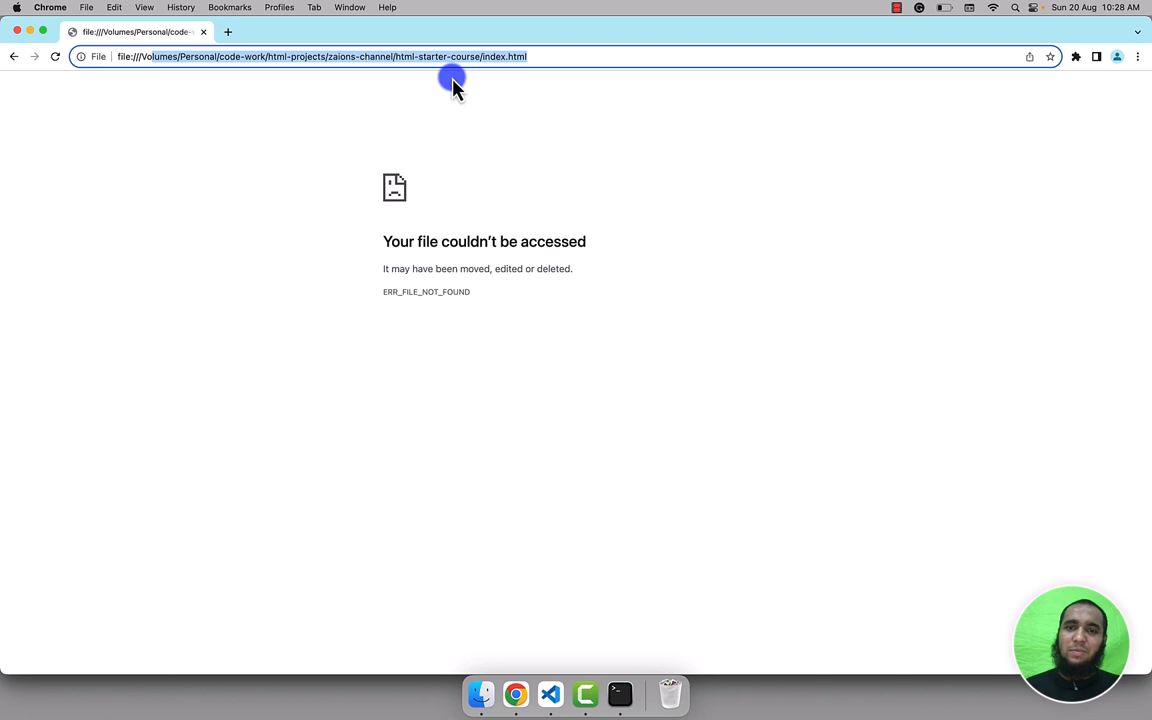 Chrome File Edit View History Bookmarks Profiles Tab Window Help Sun 20 Aug 10:28 AM
file:///Volumes/Personal/code-
File file:///Volumes/Personal/code-work/html-projects/zaions-channel/html-starter-course/index.html
Your file couldn't be accessed
It may have been moved, edited or deleted.
ERR_FILE_NOT_FOUND